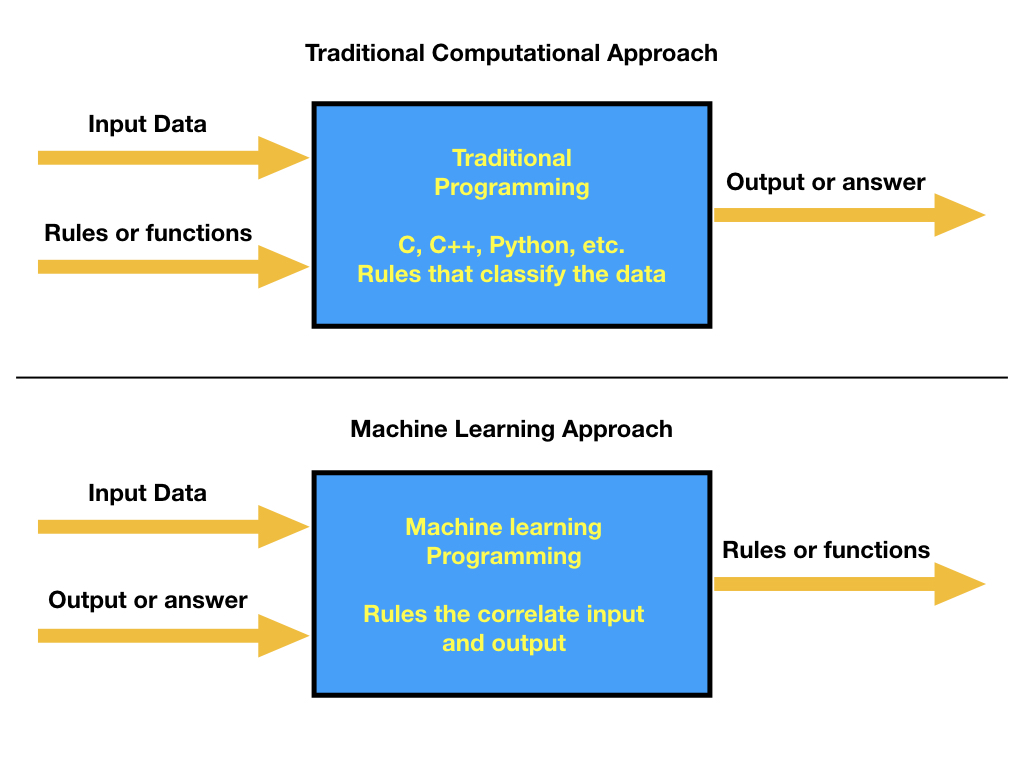 Traditional Computational Approach
Input Data
Rules or functions
Traditional
Programming
C, C++, Python, etc.
Rules that classify the data
Output or answer
Machine Learning Approach
Input Data
Output or answer
Machine learning
Programming
Rules the correlate input
and output
Rules or functions